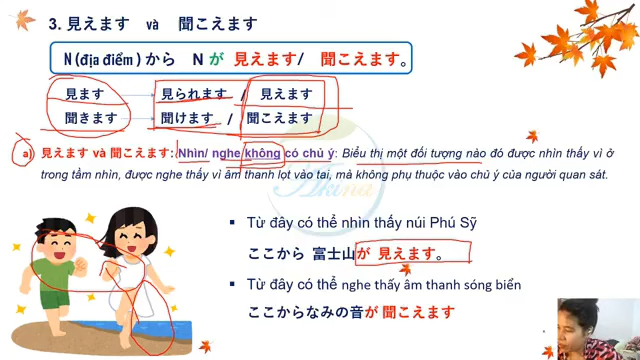 3. 見えます và 聞こえます
N (địa điểm) から N が 見えます/ 聞こえます。
見ます 見られます / 見えます
聞きます 聞けます / 聞こえます
a) 見えます và 聞こえます: Nhìn/ nghe không có chủ ý: Biểu thị một đối tượng nào đó được nhìn thấy vì ở
trong tầm nhìn, được nghe thấy vì âm thanh lọt vào tai, mà không phụ thuộc vào chủ ý của người quan sát.
Akina
▪ Từ đây có thể nhìn thấy núi Phú Sỹ
ここから 富士山が 見えます。
▪ Từ đây có thể nghe thấy âm thanh sóng biển
ここからなみの音が 聞こえます